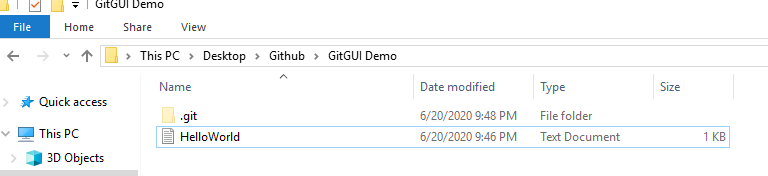 GitGUI Demo
File Home Share View
This PC > Desktop > Github > GitGUI Demo
Name Date modified Type Size
Quick access
.git 6/20/2020 9:48 PM File folder
This PC
HelloWorld 6/20/2020 9:46 PM Text Document 1 KB
3D Objects